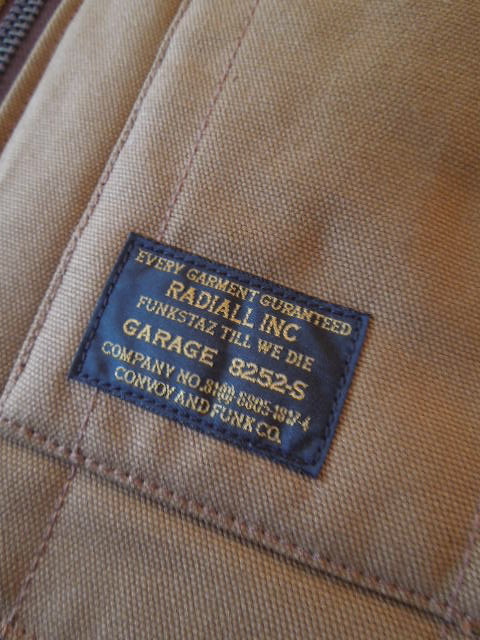 EVERY GARMENT GURANTEED
RADIALL INC
FUNKSTAZ TILL WE DIE
GARAGE 8252-S
COMPANY NO.
CONVOY AND FUNK CO.